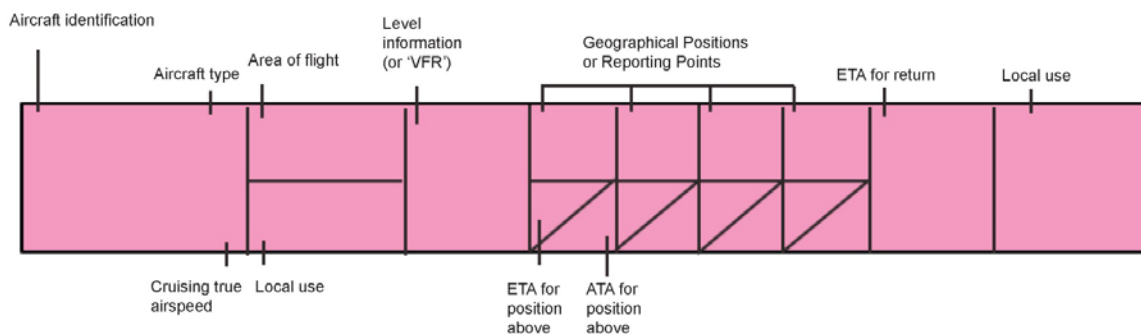 Aircraft identification
Aircraft type
Area of flight
Level
information
(or 'VFR')
Geographical Positions
or Reporting Points
ETA for return
Local use
Cruising true
airspeed
Local use
ETA for
position
above
ATA for
position
above